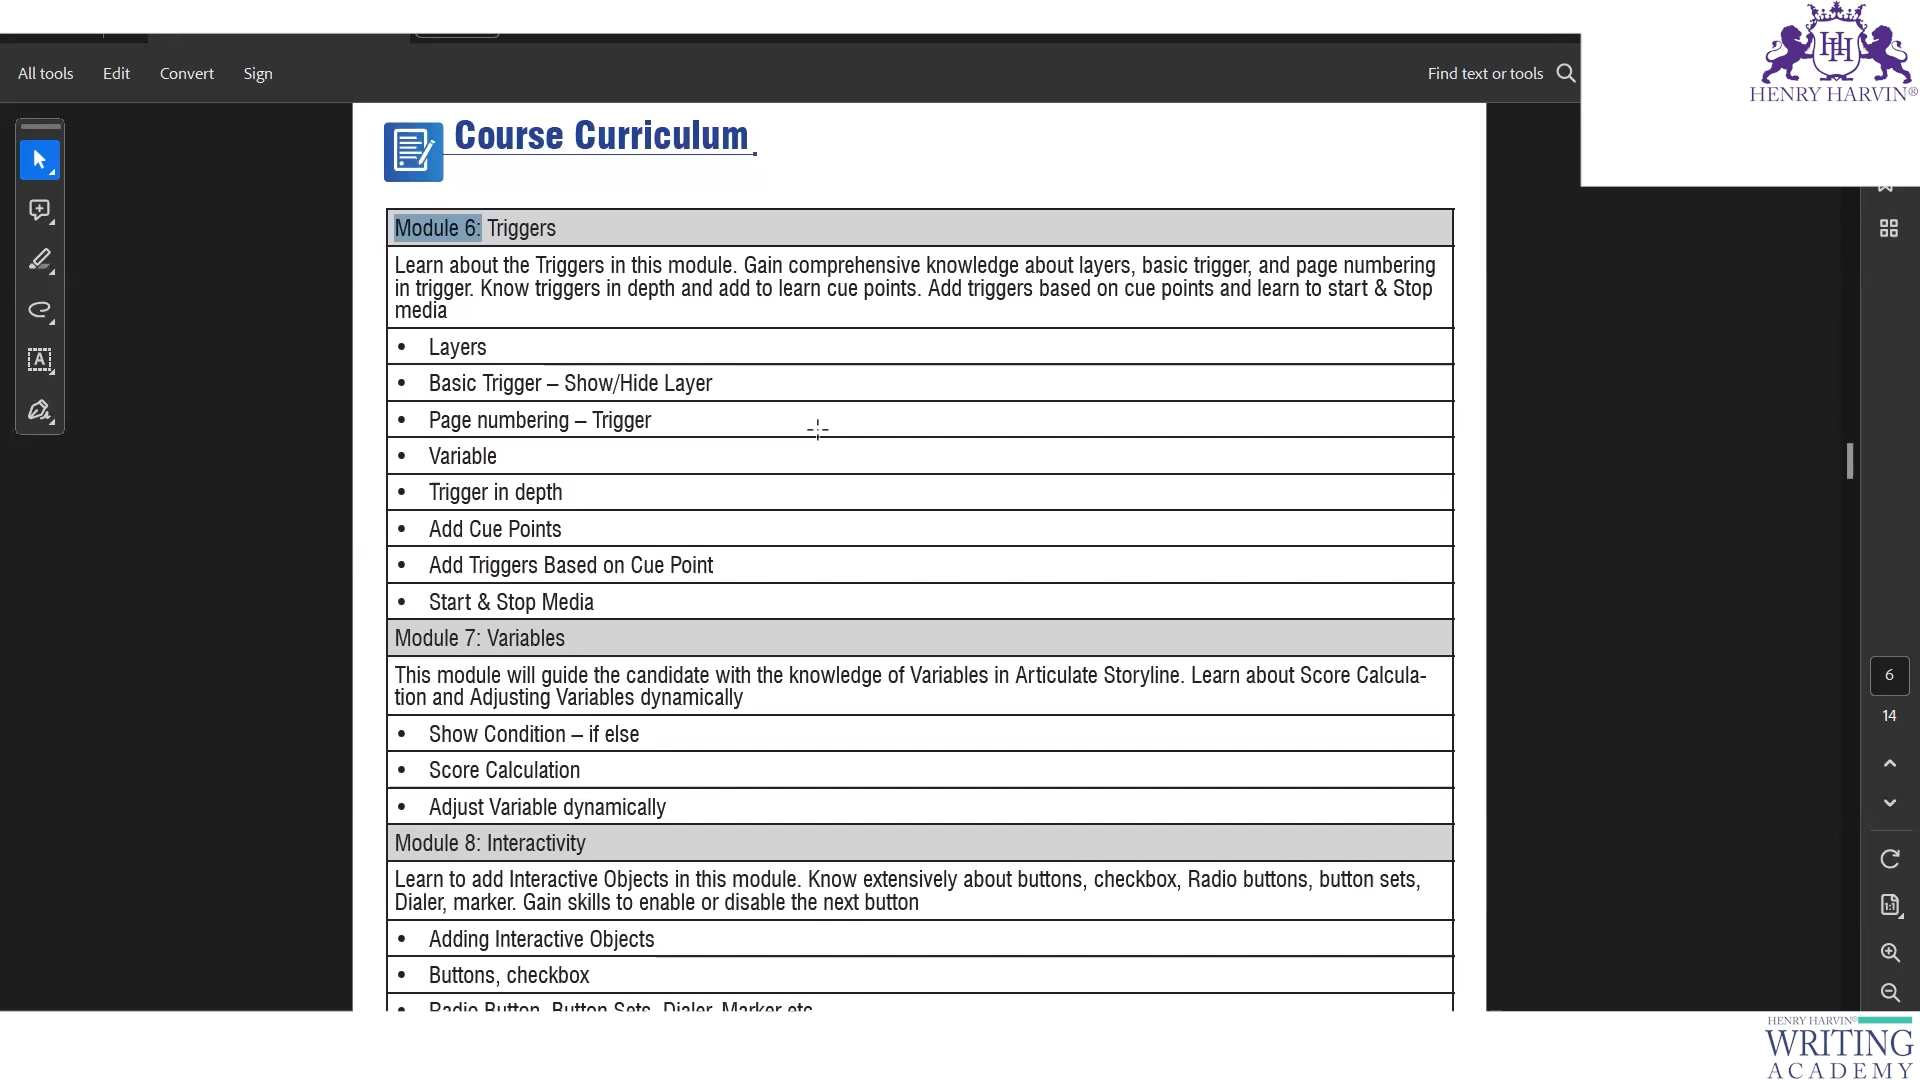 HENRY HARVIN®
All tools Edit Convert Sign Find text or tools
Course Curriculum
Module 6: Triggers
Learn about the Triggers in this module. Gain comprehensive knowledge about layers, basic trigger, and page numbering
in trigger. Know triggers in depth and add to learn cue points. Add triggers based on cue points and learn to start & Stop
media
• Layers
• Basic Trigger – Show/Hide Layer
• Page numbering – Trigger
• Variable
• Trigger in depth
• Add Cue Points
• Add Triggers Based on Cue Point
• Start & Stop Media
Module 7: Variables
This module will guide the candidate with the knowledge of Variables in Articulate Storyline. Learn about Score Calcula-
tion and Adjusting Variables dynamically
• Show Condition – if else
• Score Calculation
• Adjust Variable dynamically
Module 8: Interactivity
Learn to add Interactive Objects in this module. Know extensively about buttons, checkbox, Radio buttons, button sets,
Dialer, marker. Gain skills to enable or disable the next button
• Adding Interactive Objects
• Buttons, checkbox
• Radio Button, Button Sets, Dialer, Marker etc
6
14
HENRY HARVIN®
WRITING
ACADEMY